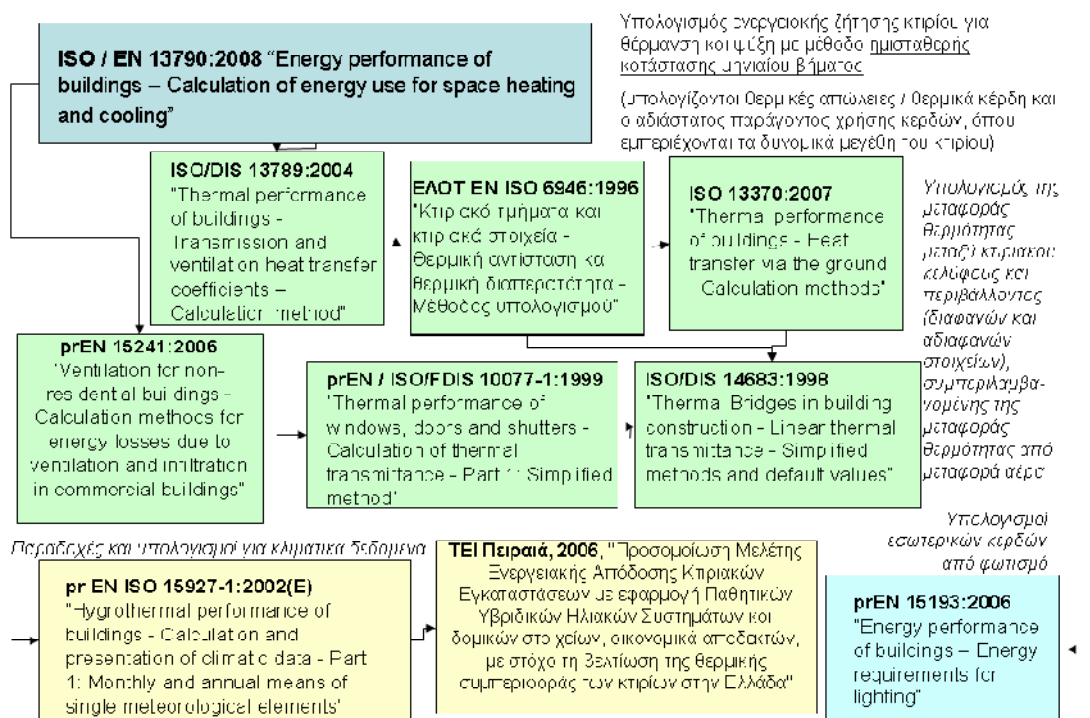 ISO / EN 13790:2008 “Energy performance of
buildings – Calculation of energy use for space heating
and cooling”
Υπολογισμός ενεργειακής ζήτησης κτιρίου για
θέρμανση και ψύξη με μέθοδο ημισταθερής
κατάστασης μηνιαίου βήματος
(υπολογίζονται θερμικές απώλειες / θερμικά κέρδη και
ο αδιάστατος παράγοντας χρήσης κερδών, όπου
εμπεριέχονται τα δυναμικά μεγέθη του κτιρίου)
ISO/DIS 13789:2004
"Thermal performance
of buildings -
Transmission and
ventilation heat transfer
coefficients –
Calculation method"
ΕΛΟΤ EN ISO 6946:1996
"Κτιριακά τμήματα και
κτιριακά στοιχεία -
Θερμική αντίσταση και
θερμική διαπερατότητα -
Μέθοδος υπολογισμού"
ISO 13370:2007
"Thermal performance
of buildings - Heat
transfer via the ground
- Calculation methods"
Υπολογισμός της
μεταφοράς
θερμότητας
μεταξύ κτιριακού
κελύφους και
περιβάλλοντος
(διαφανών και
αδιαφανών
στοιχείων),
συμπεριλαμβα-
νομένης της
μεταφοράς
θερμότητας από
μεταφορά αέρα
prEN 15241:2006
"Ventilation for non-
residential buildings -
Calculation methods for
energy losses due to
ventilation and infiltration
in commercial buildings"
prEN / ISO/FDIS 10077-1:1999
"Thermal performance of
windows, doors and shutters -
Calculation of thermal
transmittance - Part 1: Simplified
method"
ISO/DIS 14683:1998
"Thermal Bridges in building
construction - Linear thermal
transmittance - Simplified
methods and default values"
Παραδοχές και υπολογισμοί για κλιματικα δεδομενα
pr EN ISO 15927-1:2002(E)
"Hygrothermal performance of
buildings - Calculation and
presentation of climatic data - Part
1: Monthly and annual means of
single meteorological elements"
ΤΕΙ Πειραιά, 2006, "Προσομοίωση Μελέτης
Ενεργειακής Απόδοσης Κτιριακών
Εγκαταστάσεων με εφαρμογή Παθητικών
Υβριδικών Ηλιακών Συστημάτων και
δομικών στοιχείων, οικονομικά αποδεκτών,
με στόχο τη βελτίωση της θερμικής
συμπεριφοράς των κτιρίων στην Ελλάδα"
Υπολογισμοί
εσωτερικών κερδών
από φωτισμό
prEN 15193:2006
"Energy performance
of buildings – Energy
requirements for
lighting"